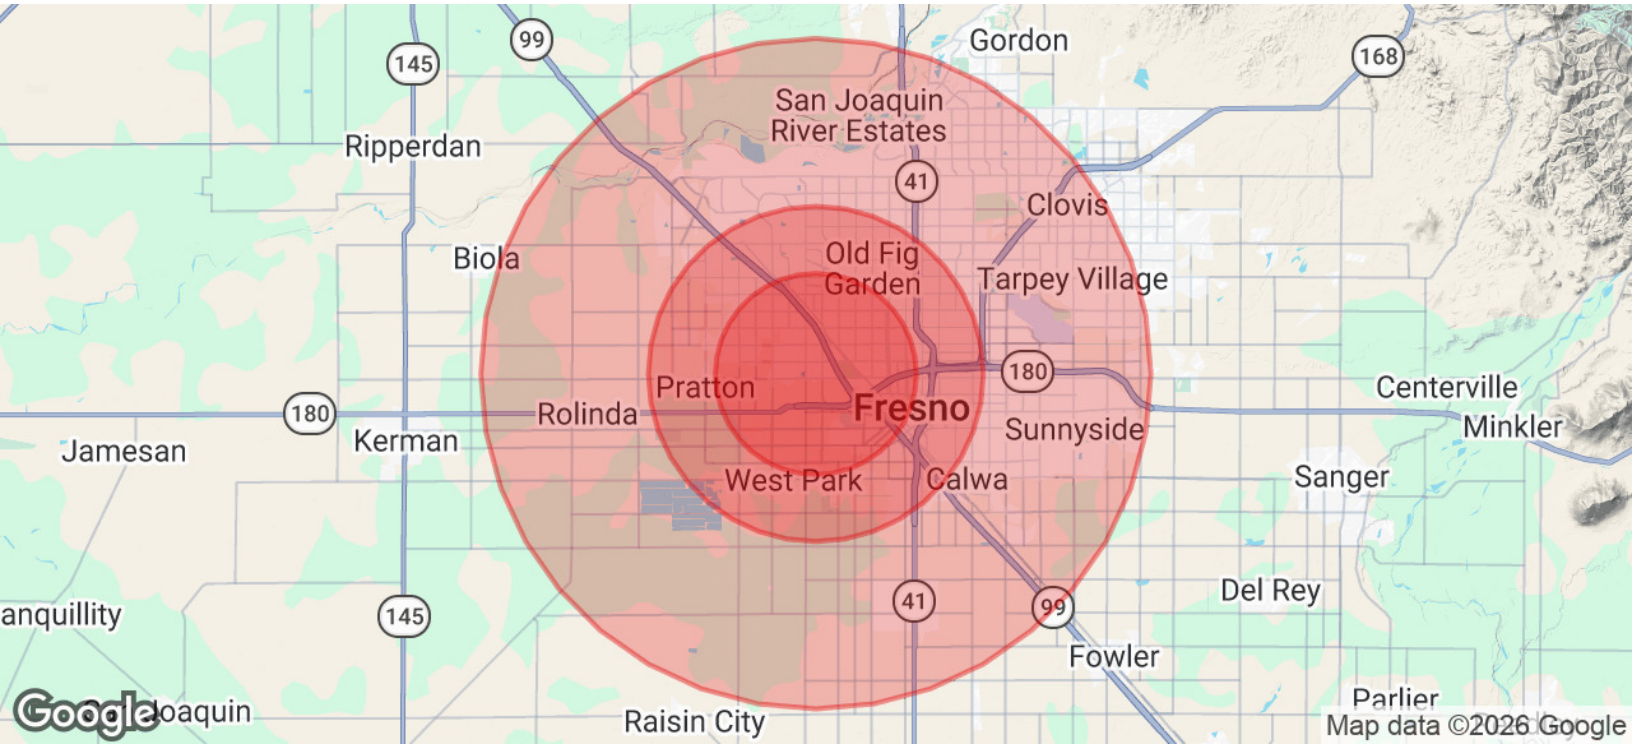 99
Gordon
168
145
San Joaquin
River Estates
Ripperdan
41
Clovis
Biola
Old Fig
Garden
Tarpey Village
180
Pratton
Centerville
180
Rolinda
Fresno
Minkler
Kerman
Sunnyside
Jamesan
West Park
Calwa
Sanger
Del Rey
41
99
145
anquillity
Fowler
Parlier
Google
Joaquin
Raisin City
Map data ©2026 Google